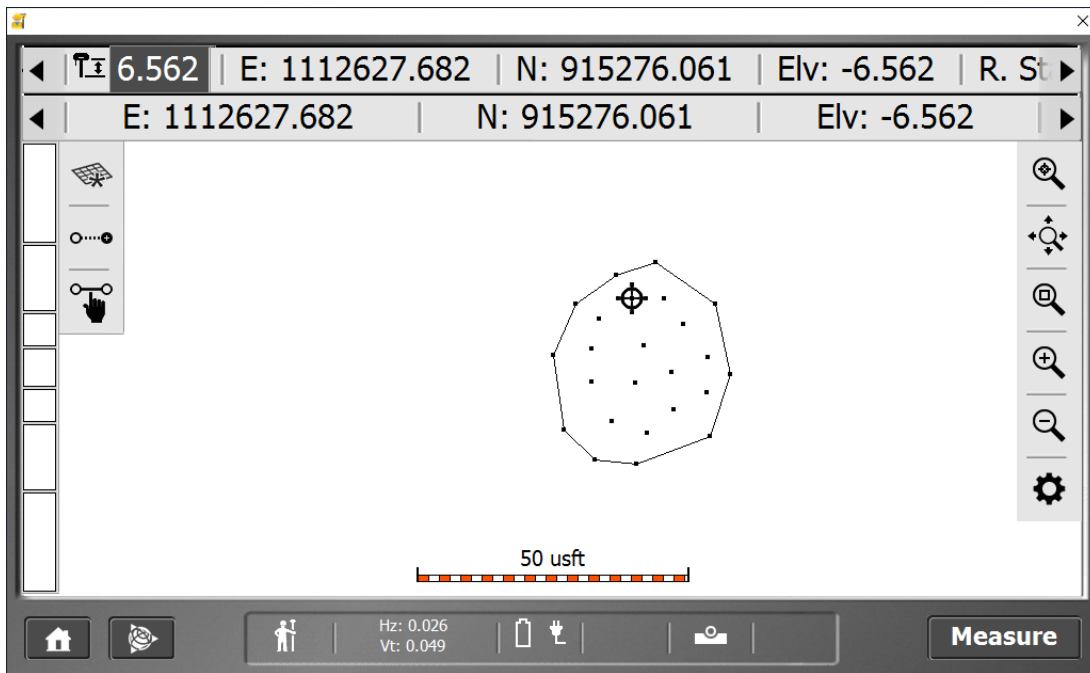 6.562 E: 1112627.682 N: 915276.061 Elv: -6.562
E: 1112627.682 N: 915276.061 Elv: -6.562
50 usft
Hz: 0.026
Vt: 0.049
Measure